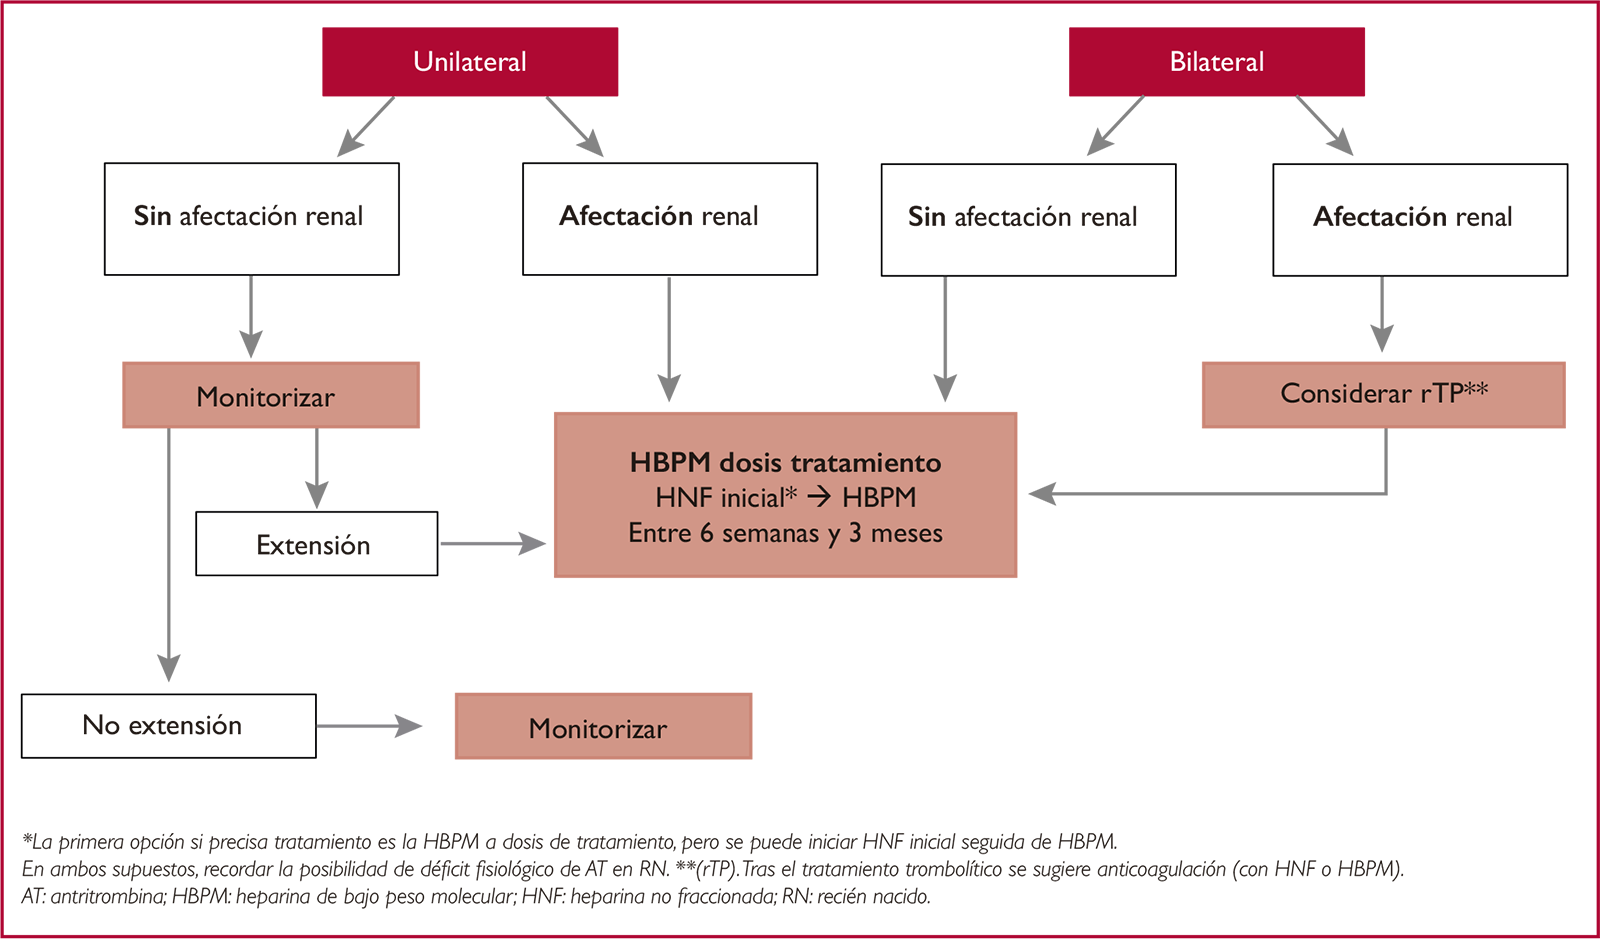 Unilateral
Bilateral
Sin afectación renal
Afectación renal
Sin afectación renal
Afectación renal
Monitorizar
Considerar rTP**
HBPM dosis tratamiento
HNF inicial* → HBPM
Entre 6 semanas y 3 meses
Extensión
No extensión
Monitorizar
*La primera opción si precisa tratamiento es la HBPM a dosis de tratamiento, pero se puede iniciar HNF inicial seguida de HBPM.
En ambos supuestos, recordar la posibilidad de déficit fisiológico de AT en RN. **(rTP). Tras el tratamiento trombolítico se sugiere anticoagulación (con HNF o HBPM).
AT: antritrombina; HBPM: heparina de bajo peso molecular; HNF: heparina no fraccionada; RN: recién nacido.